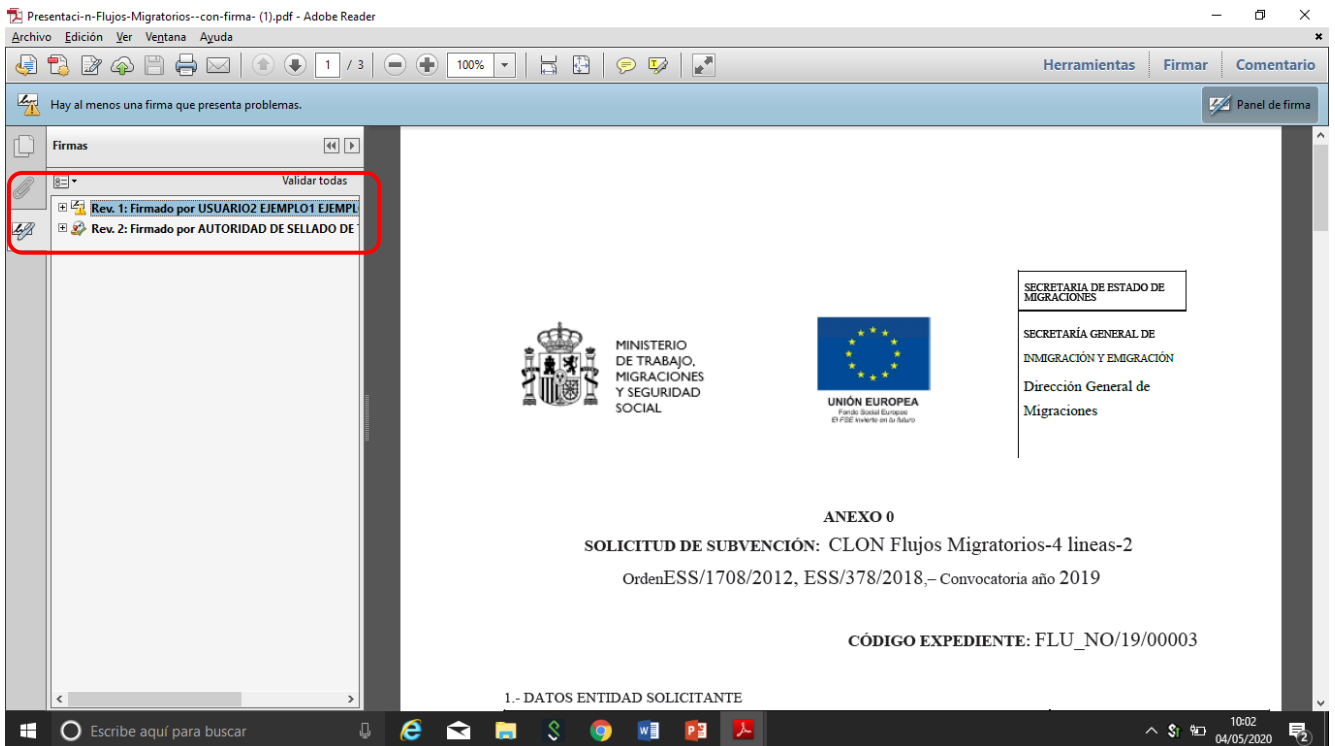 Presentaci-n-Flujos-Migratorios--con-firma- (1).pdf - Adobe Reader
Archivo Edición Ver Ventana Ayuda
1 / 3 100% Herramientas Firmar Comentario
Hay al menos una firma que presenta problemas. Panel de firma
Firmas
Validar todas
Rev. 1: Firmado por USUARIO2 EJEMPLO1 EJEMPL
Rev. 2: Firmado por AUTORIDAD DE SELLADO DE
SECRETARIA DE ESTADO DE
MIGRACIONES
SECRETARÍA GENERAL DE
INMIGRACIÓN Y EMIGRACIÓN
Dirección General de
Migraciones
MINISTERIO
DE TRABAJO,
MIGRACIONES
Y SEGURIDAD
SOCIAL
UNIÓN EUROPEA
Fondo Social Europeo
El FSE invierte en tu futuro
ANEXO 0
SOLICITUD DE SUBVENCIÓN: CLON Flujos Migratorios-4 lineas-2
OrdenESS/1708/2012, ESS/378/2018,– Convocatoria año 2019
CÓDIGO EXPEDIENTE: FLU_NO/19/00003
1.- DATOS ENTIDAD SOLICITANTE
Escribe aquí para buscar
10:02
04/05/2020
2